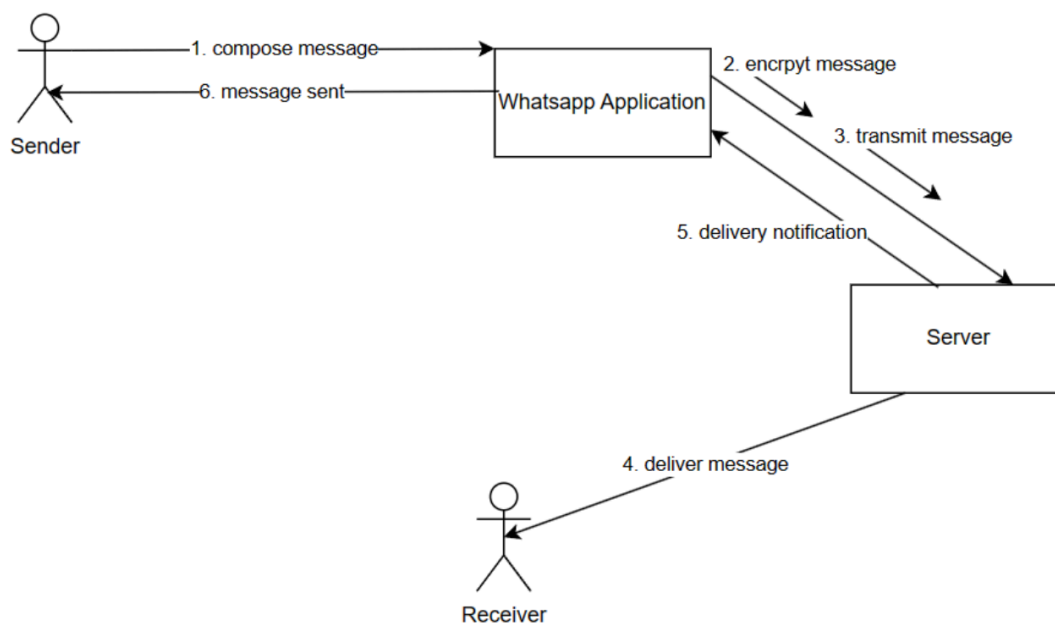 1. compose message
2. encrpyt message
6. message sent
Whatsapp Application
3. transmit message
Sender
5. delivery notification
Server
4. deliver message
Receiver